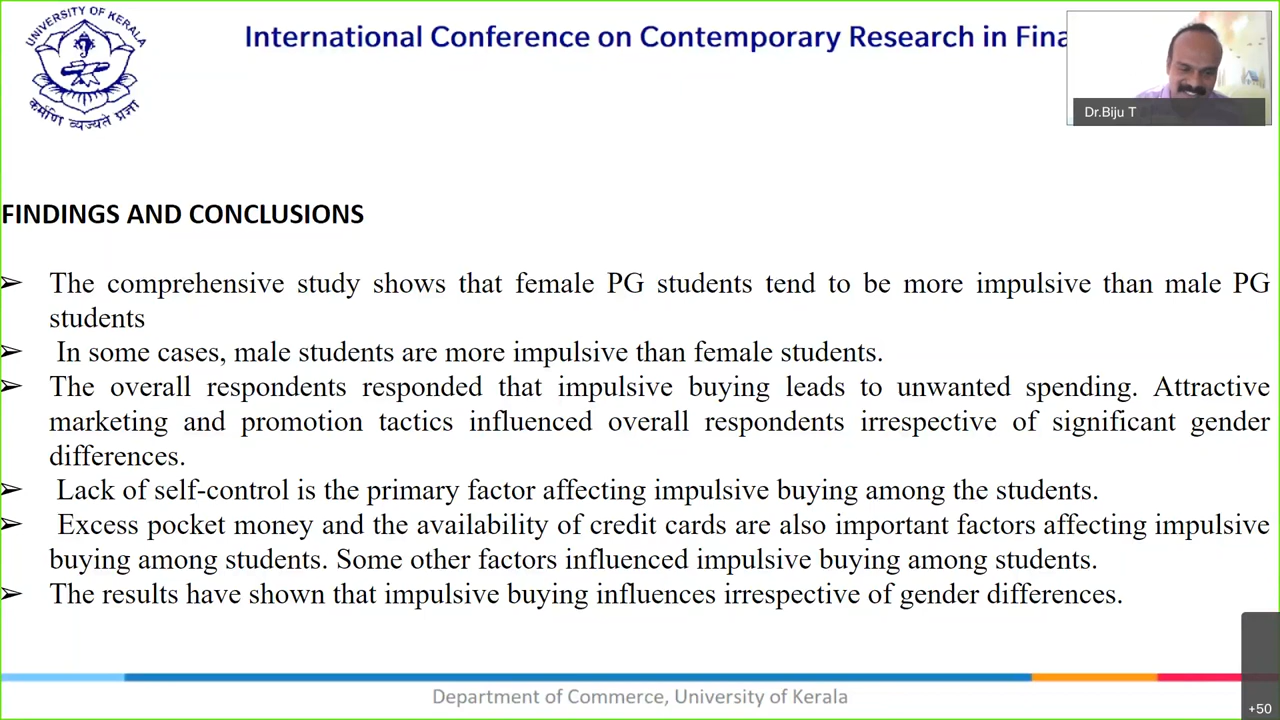 UNIVERSITY OF KERALA
कर्मणि व्यज्यते प्रज्ञा
International Conference on Contemporary Research in Fina
Dr.Biju T
FINDINGS AND CONCLUSIONS
➢ The comprehensive study shows that female PG students tend to be more impulsive than male PG
students
➢ In some cases, male students are more impulsive than female students.
➢ The overall respondents responded that impulsive buying leads to unwanted spending. Attractive
marketing and promotion tactics influenced overall respondents irrespective of significant gender
differences.
➢ Lack of self-control is the primary factor affecting impulsive buying among the students.
➢ Excess pocket money and the availability of credit cards are also important factors affecting impulsive
buying among students. Some other factors influenced impulsive buying among students.
➢ The results have shown that impulsive buying influences irrespective of gender differences.
Department of Commerce, University of Kerala
+50